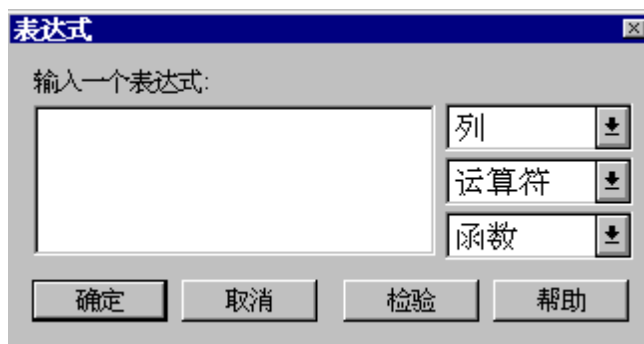 表达式
输入一个表达式:
列
运算符
函数
确定 取消 检验 帮助